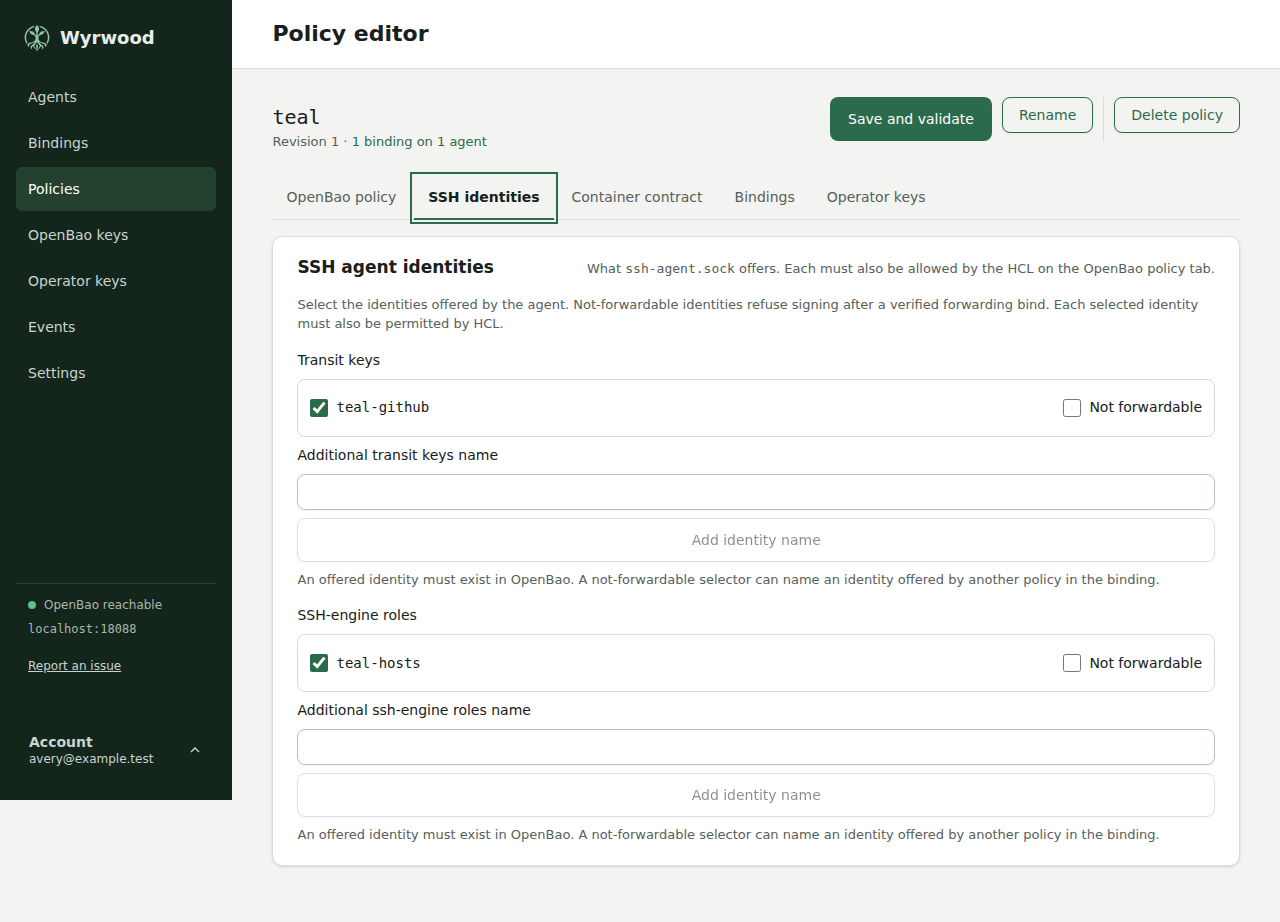 Wyrwood
Agents
Bindings
Policies
OpenBao keys
Operator keys
Events
Settings
OpenBao reachable
localhost:18088
Report an issue
Account
avery@example.test
Policy editor
teal
Revision 1 · 1 binding on 1 agent
Save and validate
Rename
Delete policy
OpenBao policy
SSH identities
Container contract
Bindings
Operator keys
SSH agent identities
What ssh-agent.sock offers. Each must also be allowed by the HCL on the OpenBao policy tab.
Select the identities offered by the agent. Not-forwardable identities refuse signing after a verified forwarding bind. Each selected identity
must also be permitted by HCL.
Transit keys
teal-github
Not forwardable
Additional transit keys name
Add identity name
An offered identity must exist in OpenBao. A not-forwardable selector can name an identity offered by another policy in the binding.
SSH-engine roles
teal-hosts
Not forwardable
Additional ssh-engine roles name
Add identity name
An offered identity must exist in OpenBao. A not-forwardable selector can name an identity offered by another policy in the binding.